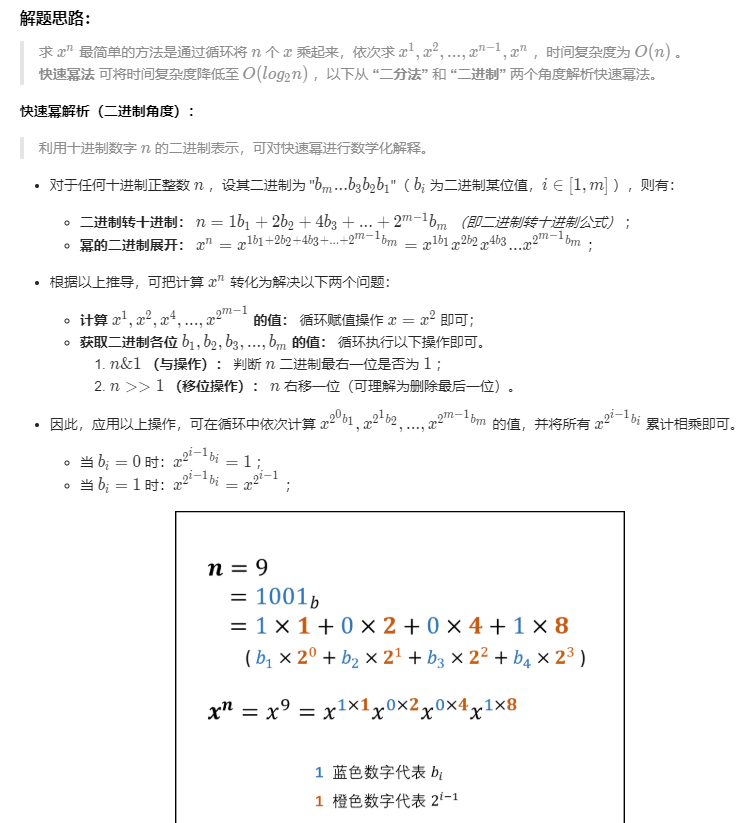 解题思路：
求 xⁿ 最简单的方法是通过循环将 n 个 x 乘起来，依次求 x¹, x², ..., xⁿ⁻¹, xⁿ ，时间复杂度为 O(n) 。
快速幂法 可将时间复杂度降低至 O(log₂n) ，以下从 “二分法” 和 “二进制” 两个角度解析快速幂法。
快速幂解析（二进制角度）：
利用十进制数字 n 的二进制表示，可对快速幂进行数学化解释。
• 对于任何十进制正整数 n ，设其二进制为 "b_m...b_3b_2b_1"（ b_i 为二进制某位值，i ∈ [1, m] ），则有：
◦ 二进制转十进制： n = 1b_1 + 2b_2 + 4b_3 + ... + 2^{m-1}b_m （即二进制转十进制公式） ；
◦ 幂的二进制展开： x^n = x^{1b_1+2b_2+4b_3+...+2^{m-1}b_m} = x^{1b_1}x^{2b_2}x^{4b_3}...x^{2^{m-1}b_m} ；
• 根据以上推导，可把计算 x^n 转化为解决以下两个问题：
◦ 计算 x^1, x^2, x^4, ..., x^{2^{m-1}} 的值： 循环赋值操作 x = x^2 即可；
◦ 获取二进制各位 b_1, b_2, b_3, ..., b_m 的值： 循环执行以下操作即可。
1. n&1 （与操作）： 判断 n 二进制最右一位是否为 1 ；
2. n >> 1 （移位操作）： n 右移一位（可理解为删除最后一位）。
• 因此，应用以上操作，可在循环中依次计算 x^{2^0b_1}, x^{2^1b_2}, ..., x^{2^{m-1}b_m} 的值，并将所有 x^{2^{i-1}b_i} 累计相乘即可。
◦ 当 b_i = 0 时：x^{2^{i-1}b_i} = 1 ；
◦ 当 b_i = 1 时：x^{2^{i-1}b_i} = x^{2^{i-1}} ；
n = 9
= 1001_b
= 1 × 1 + 0 × 2 + 0 × 4 + 1 × 8
( b_1 × 2^0 + b_2 × 2^1 + b_3 × 2^2 + b_4 × 2^3 )
x^n = x^9 = x^{1×1}x^{0×2}x^{0×4}x^{1×8}
1 蓝色数字代表 b_i
1 橙色数字代表 2^{i-1}